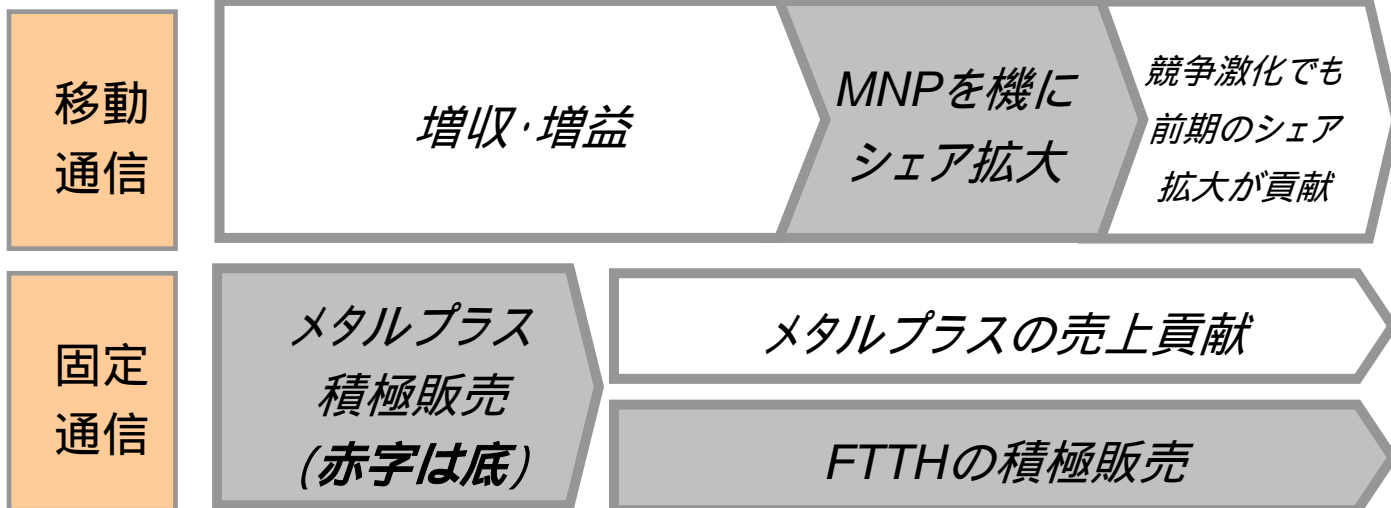 移動
通信
増収・増益
MNPを機に
シェア拡大
競争激化でも
前期のシェア
拡大が貢献
固定
通信
メタルプラス
積極販売
(赤字は底)
メタルプラスの売上貢献
FTTHの積極販売